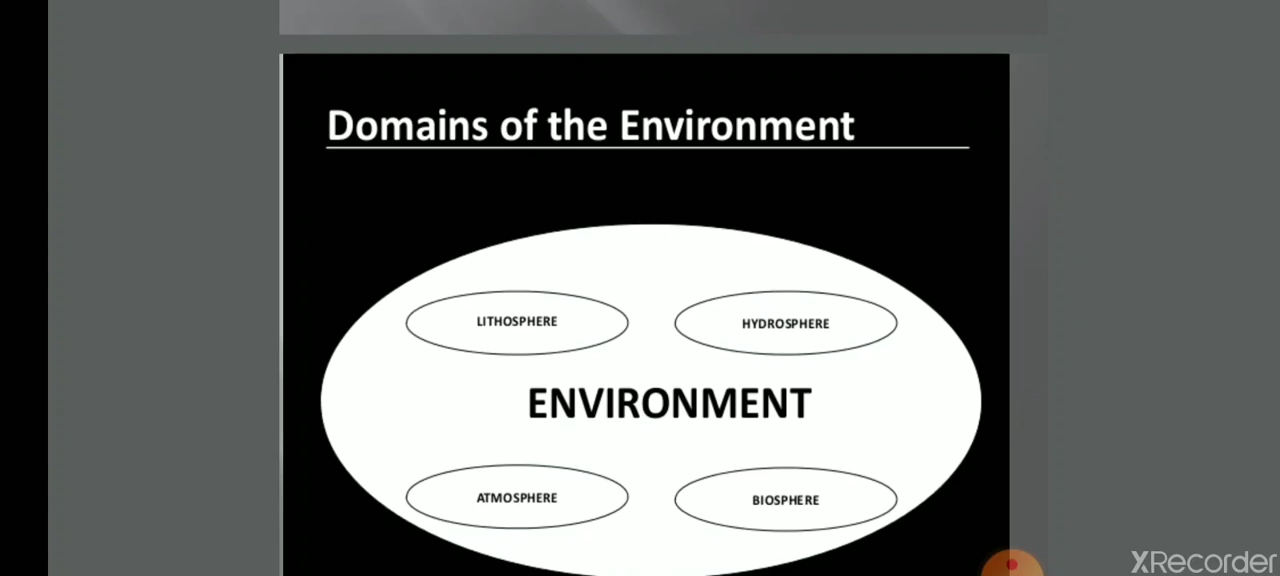 Domains of the Environment
LITHOSPHERE
HYDROSPHERE
ENVIRONMENT
ATMOSPHERE
BIOSPHERE
XRecorder